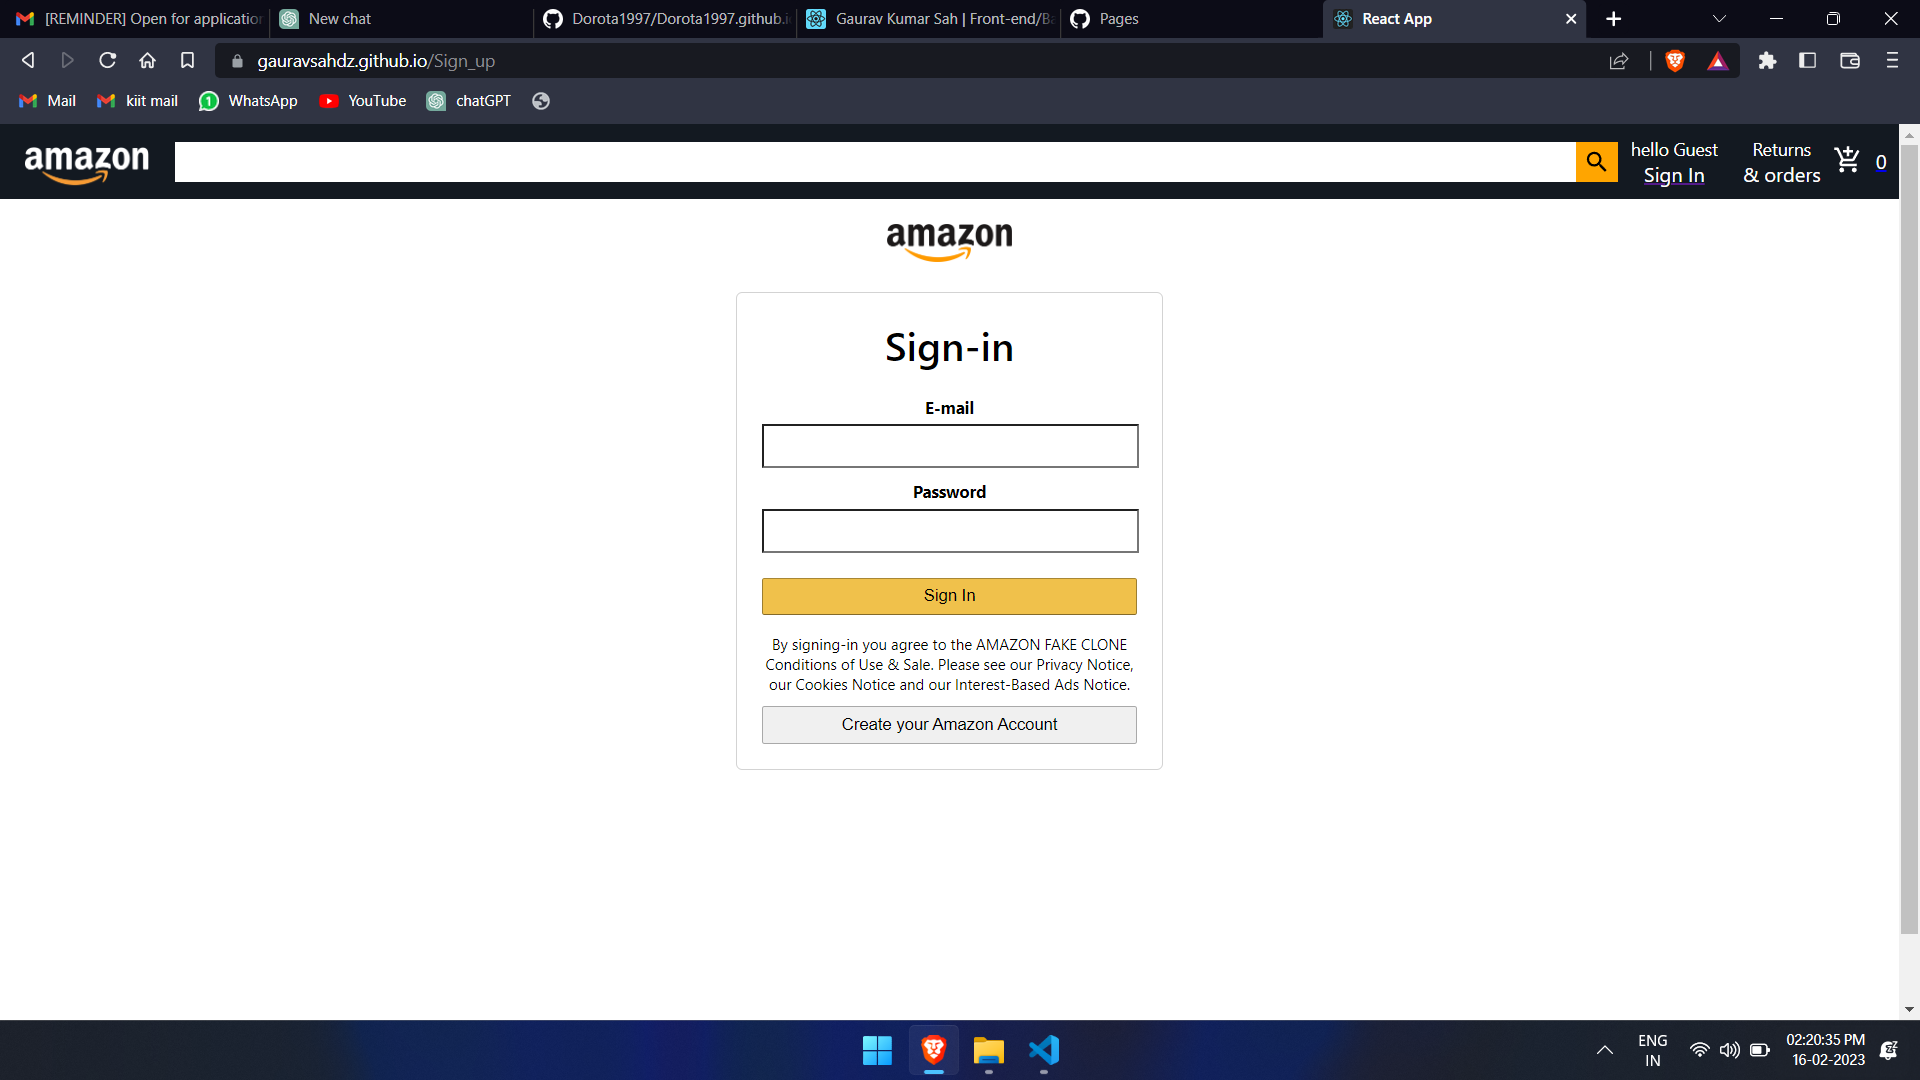 [REMINDER] Open for application
New chat
Dorota1997/Dorota1997.github.i
Gaurav Kumar Sah | Front-end/Ba
Pages
React App
gauravsahdz.github.io/Sign_up
Mail
kiit mail
1
WhatsApp
YouTube
chatGPT
amazon
hello Guest
Sign In
Returns
& orders
0
amazon
Sign-in
E-mail
Password
Sign In
By signing-in you agree to the AMAZON FAKE CLONE
Conditions of Use & Sale. Please see our Privacy Notice,
our Cookies Notice and our Interest-Based Ads Notice.
Create your Amazon Account
ENG
IN
02:20:35 PM
16-02-2023